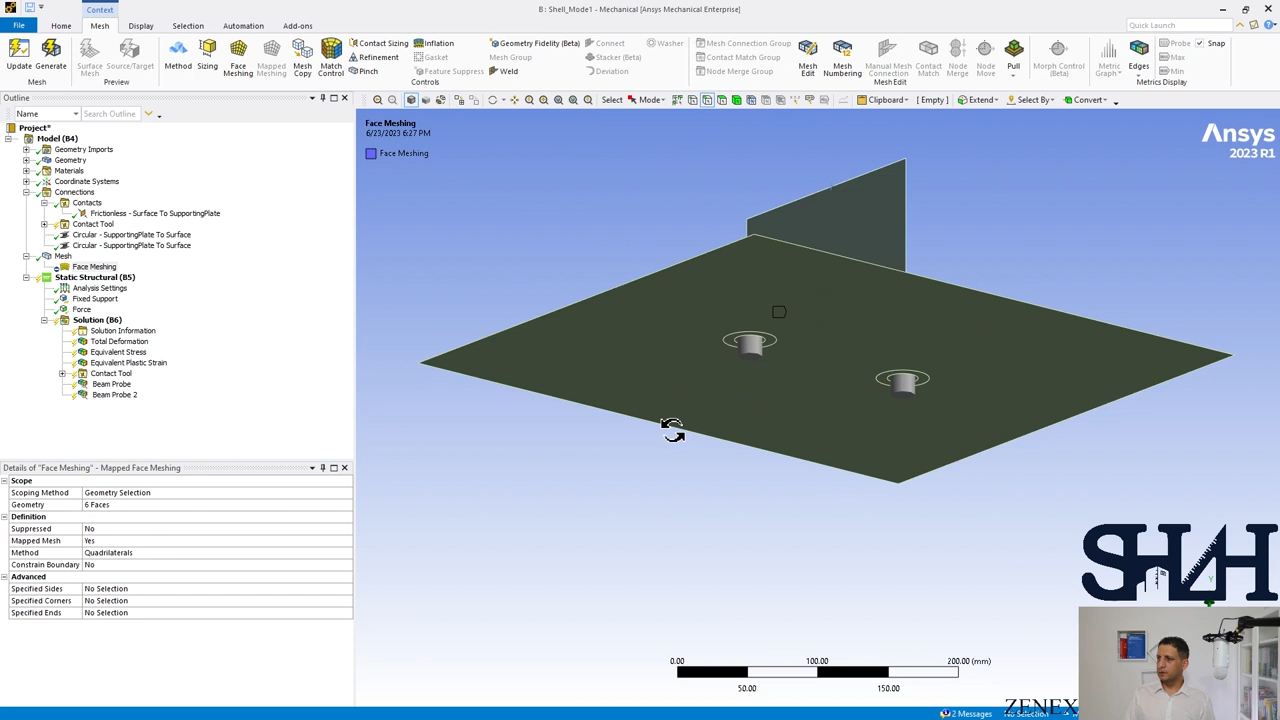 Context
B : Shell_Mode1 - Mechanical [Ansys Mechanical Enterprise]
File Home Mesh Display Selection Automation Add-ons
Quick Launch
Update Generate
Mesh
Surface Mesh Source/Target
Preview
Method Sizing Face Meshing Mapped Meshing Mesh Copy Match Control
Contact Sizing Inflation Geometry Fidelity (Beta)
Refinement Gasket Mesh Group
Pinch Feature Suppress Weld
Controls
Connect Washer
Stacker (Beta)
Deviation
Mesh Connection Group
Contact Match Group
Node Merge Group
Mesh Edit Mesh Numbering Manual Mesh Connection Contact Match Node Merge Node Move Pull Morph Control (Beta)
Mesh Edit
Metric Graph Edges Probe Snap
Max
Min
Metrics Display
Outline
Name Search Outline
Select Mode Clipboard [ Empty ] Extend Select By Convert
Project*
Model (B4)
Geometry Imports
Geometry
Materials
Coordinate Systems
Connections
Contacts
Frictionless - Surface To SupportingPlate
Contact Tool
Circular - SupportingPlate To Surface
Circular - SupportingPlate To Surface
Mesh
Face Meshing
Static Structural (B5)
Analysis Settings
Fixed Support
Force
Solution (B6)
Solution Information
Total Deformation
Equivalent Stress
Equivalent Plastic Strain
Contact Tool
Beam Probe
Beam Probe 2
Details of "Face Meshing" - Mapped Face Meshing
Scope
Scoping Method Geometry Selection
Geometry 6 Faces
Definition
Suppressed No
Mapped Mesh Yes
Method Quadrilaterals
Constrain Boundary No
Advanced
Specified Sides No Selection
Specified Corners No Selection
Specified Ends No Selection
Face Meshing
6/23/2023 6:27 PM
Face Meshing
Ansys
2023 R1
0.00 100.00 200.00 (mm)
50.00 150.00
Y
ZENEX
2 Messages No Selection